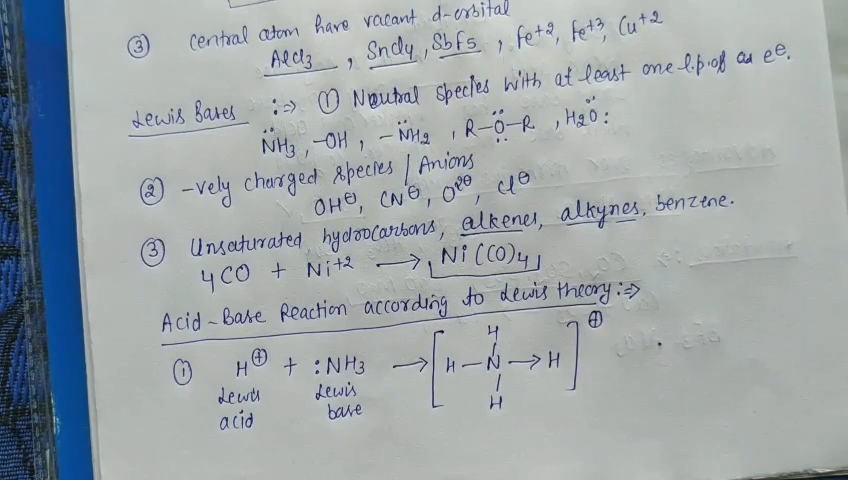 ③ central atom have vacant d-orbital
AlCl3, SnCl4, SbF5, Fe+2, Fe+3, Cu+2
Lewis Bases :⇒ ① Neutral species with at least one l.p. of an e⊖.
N̈H3, -OH, -N̈H2, R-Ö-R, H2Ö:
② -vely charged species / Anions
OH⊖, CN⊖, O2⊖, Cl⊖
③ Unsaturated hydrocarbons, alkenes, alkynes, benzene.
4CO + Ni+2 → Ni(CO)4
Acid-Base Reaction according to Lewis theory:⇒
H
① H⊕ + :NH3 → [H-N→H]⊕
H
Lewis acid Lewis base